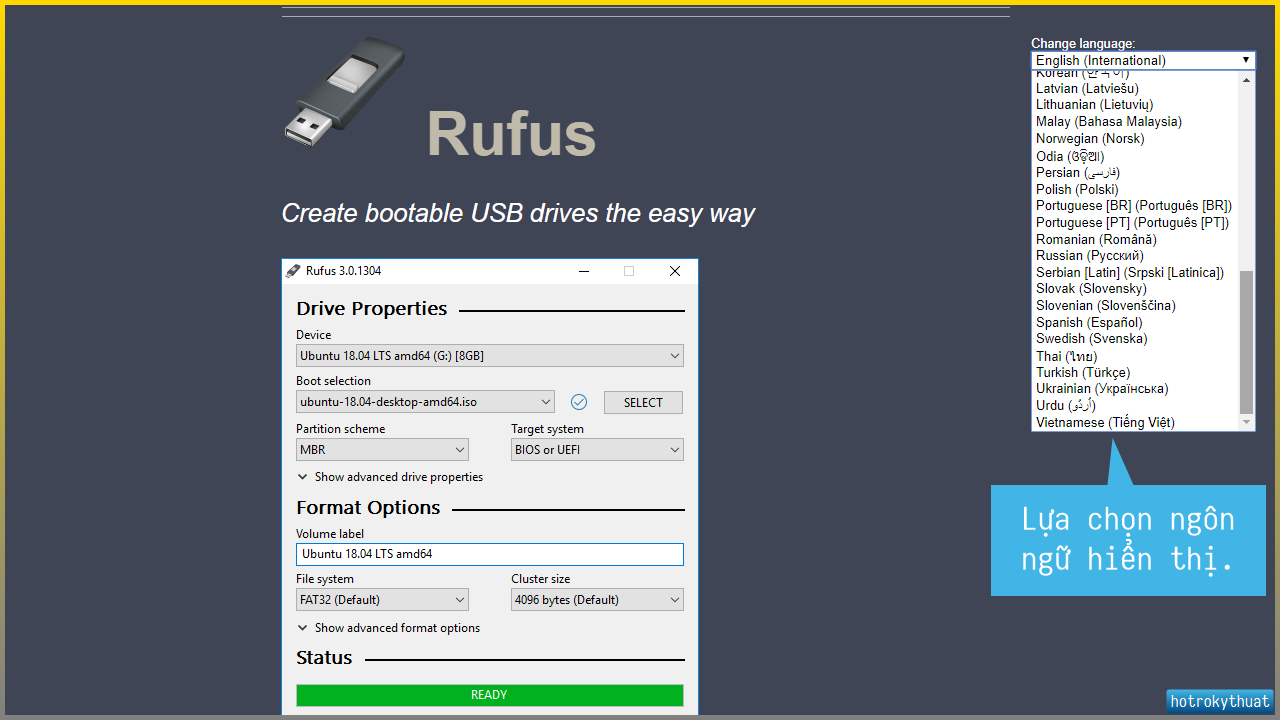 Rufus
Create bootable USB drives the easy way
Rufus 3.0.1304
Drive Properties
Device
Ubuntu 18.04 LTS amd64 (G:) [8GB]
Boot selection
ubuntu-18.04-desktop-amd64.iso
SELECT
Partition scheme
Target system
MBR
BIOS or UEFI
Show advanced drive properties
Format Options
Volume label
Ubuntu 18.04 LTS amd64
File system
Cluster size
FAT32 (Default)
4096 bytes (Default)
Show advanced format options
Status
READY
Change language:
English (International)
Korean (한국어)
Latvian (Latviešu)
Lithuanian (Lietuvių)
Malay (Bahasa Malaysia)
Norwegian (Norsk)
Odia (ଓଡ଼ିଆ)
Persian (فارسی)
Polish (Polski)
Portuguese [BR] (Português [BR])
Portuguese [PT] (Português [PT])
Romanian (Română)
Russian (Русский)
Serbian [Latin] (Srpski [Latinica])
Slovak (Slovensky)
Slovenian (Slovenščina)
Spanish (Español)
Swedish (Svenska)
Thai (ไทย)
Turkish (Türkçe)
Ukrainian (Українська)
Urdu (اُردُو)
Vietnamese (Tiếng Việt)
Lựa chọn ngôn
ngữ hiển thị.
hotrokythuat